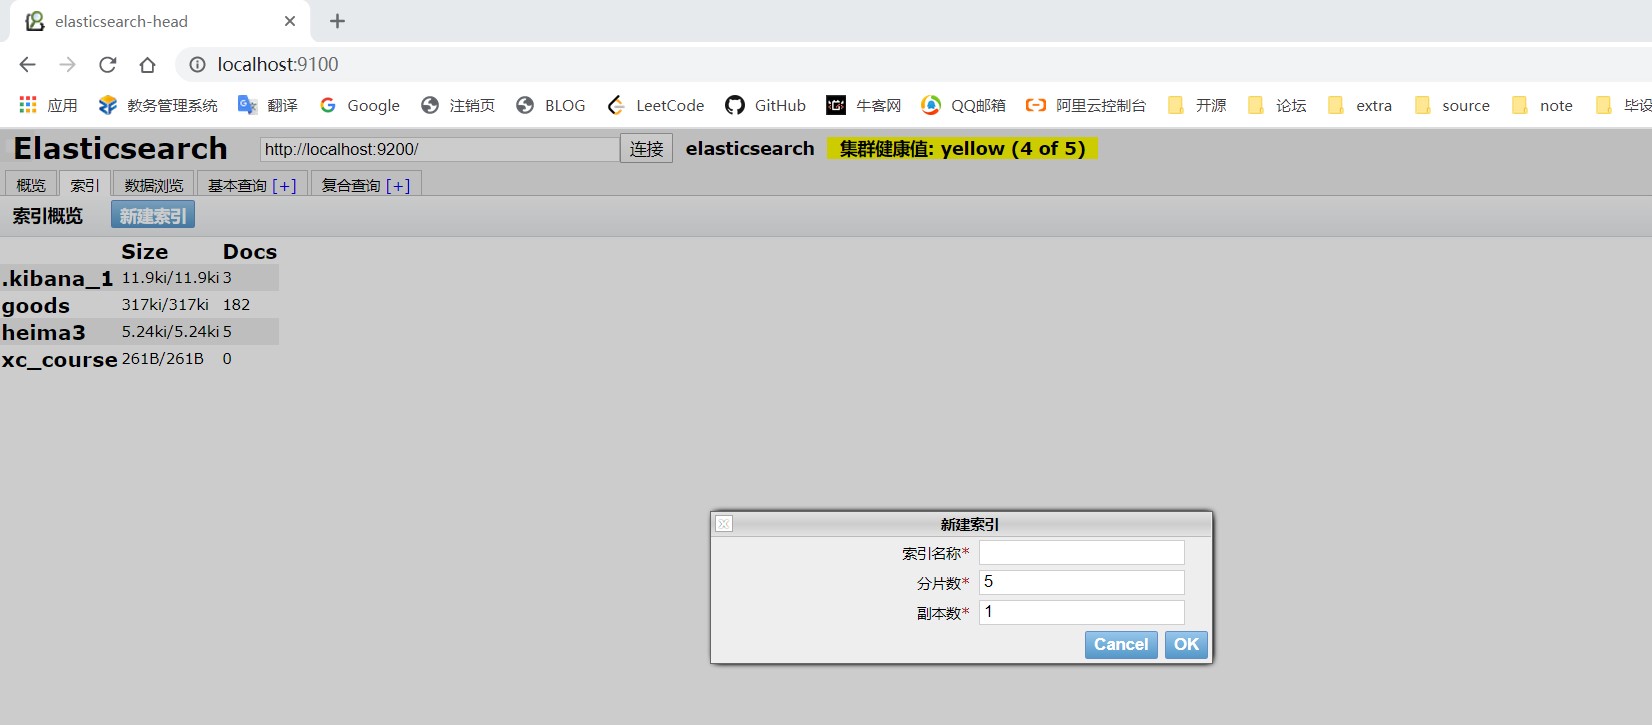 elasticsearch-head
localhost:9100
应用 教务管理系统 翻译 Google 注销页 BLOG LeetCode GitHub 牛客网 QQ邮箱 阿里云控制台 开源 论坛 extra source note 毕设
Elasticsearch http://localhost:9200/ 连接 elasticsearch 集群健康值: yellow (4 of 5)
概览 索引 数据浏览 基本查询 [+] 复合查询 [+]
索引概览 新建索引
Size Docs
.kibana_1 11.9ki/11.9ki 3
goods 317ki/317ki 182
heima3 5.24ki/5.24ki 5
xc_course 261B/261B 0
新建索引
索引名称*
分片数* 5
副本数* 1
Cancel OK